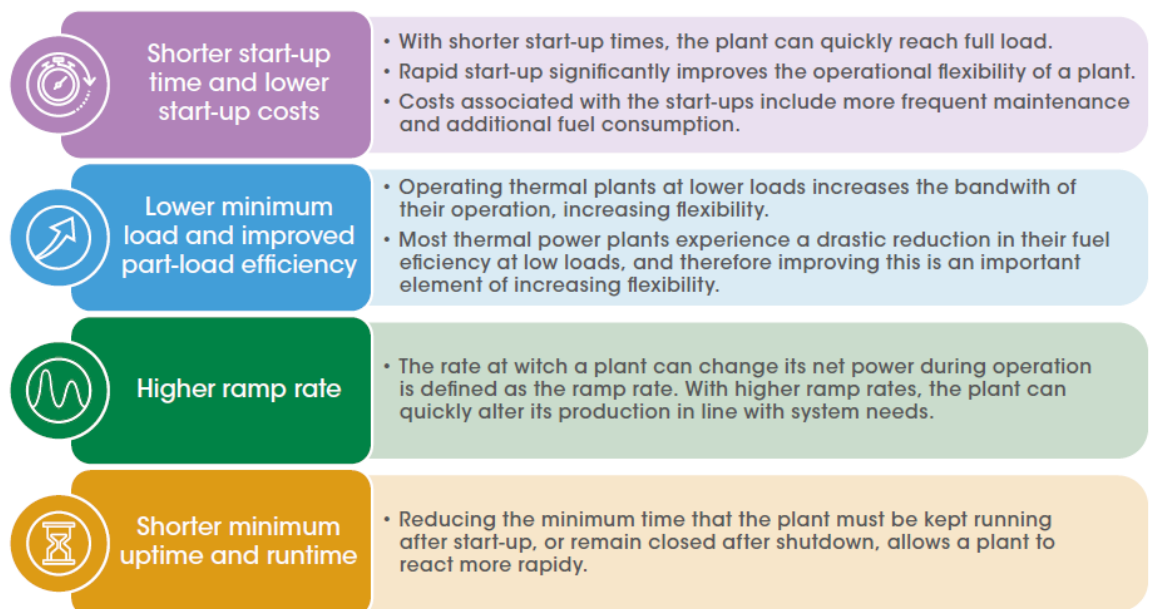 Shorter start-up
time and lower
start-up costs
• With shorter start-up times, the plant can quickly reach full load.
• Rapid start-up significantly improves the operational flexibility of a plant.
• Costs associated with the start-ups include more frequent maintenance
and additional fuel consumption.
Lower minimum
load and improved
part-load efficiency
• Operating thermal plants at lower loads increases the bandwith of
their operation, increasing flexibility.
• Most thermal power plants experience a drastic reduction in their fuel
eficiency at low loads, and therefore improving this is an important
element of increasing flexibility.
Higher ramp rate
• The rate at witch a plant can change its net power during operation
is defined as the ramp rate. With higher ramp rates, the plant can
quickly alter its production in line with system needs.
Shorter minimum
uptime and runtime
• Reducing the minimum time that the plant must be kept running
after start-up, or remain closed after shutdown, allows a plant to
react more rapidy.